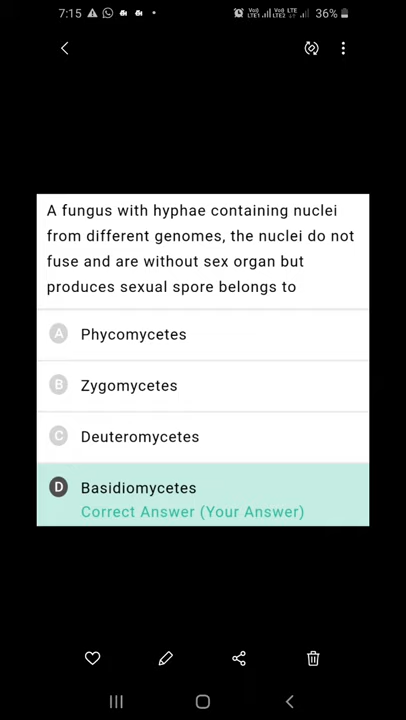 7:15
36%
A fungus with hyphae containing nuclei
from different genomes, the nuclei do not
fuse and are without sex organ but
produces sexual spore belongs to
A Phycomycetes
B Zygomycetes
C Deuteromycetes
D Basidiomycetes
Correct Answer (Your Answer)